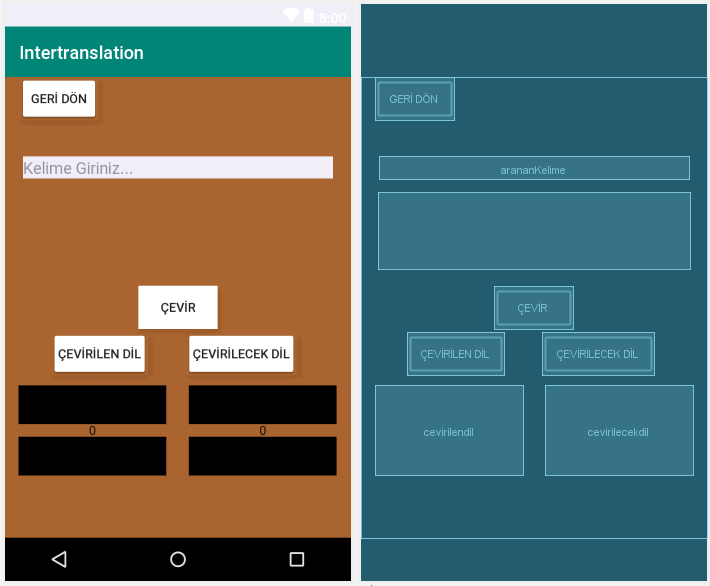 8:00
Intertranslation
GERİ DÖN
Kelime Giriniz...
ÇEVİR
ÇEVİRİLEN DİL
ÇEVİRİLECEK DİL
0
0
GERİ DÖN
arananKelime
ÇEVİR
ÇEVİRİLEN DİL
ÇEVİRİLECEK DİL
cevirilendil
cevirilecekdil